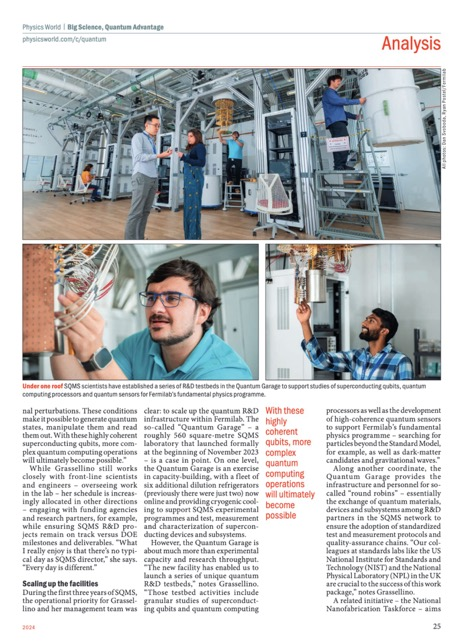 Physics World | Big Science, Quantum Advantage
physicsworld.com/c/quantum
Analysis
All photos: Dan Svoboda, Ryan Postel/Fermilab
Under one roof SQMS scientists have established a series of R&D testbeds in the Quantum Garage to support studies of superconducting qubits, quantum
computing processors and quantum sensors for Fermilab's fundamental physics programme.
nal perturbations. These conditions
make it possible to generate quantum
states, manipulate them and read
them out. With these highly coherent
superconducting qubits, more com-
plex quantum computing operations
will ultimately become possible."
While Grassellino still works
closely with front-line scientists
and engineers – overseeing work
in the lab – her schedule is increas-
ingly allocated in other directions
– engaging with funding agencies
and research partners, for example,
while ensuring SQMS R&D pro-
jects remain on track versus DOE
milestones and deliverables. "What
I really enjoy is that there's no typi-
cal day as SQMS director," she says.
"Every day is different."
Scaling up the facilities
During the first three years of SQMS,
the operational priority for Grassel-
lino and her management team was
clear: to scale up the quantum R&D
infrastructure within Fermilab. The
so-called "Quantum Garage" – a
roughly 560 square-metre SQMS
laboratory that launched formally
at the beginning of November 2023
– is a case in point. On one level,
the Quantum Garage is an exercise
in capacity-building, with a fleet of
six additional dilution refrigerators
(previously there were just two) now
online and providing cryogenic cool-
ing to support SQMS experimental
programmes and test, measurement
and characterization of supercon-
ducting devices and subsystems.
However, the Quantum Garage is
about much more than experimental
capacity and research throughput.
"The new facility has enabled us to
launch a series of unique quantum
R&D testbeds," notes Grassellino.
"Those testbed activities include
granular studies of superconduct-
ing qubits and quantum computing
With these
highly
coherent
qubits, more
complex
quantum
computing
operations
will ultimately
become
possible
processors as well as the development
of high-coherence quantum sensors
to support Fermilab's fundamental
physics programme – searching for
particles beyond the Standard Model,
for example, as well as dark-matter
candidates and gravitational waves."
Along another coordinate, the
Quantum Garage provides the
infrastructure and personnel for so-
called "round robins" – essentially
the exchange of quantum materials,
devices and subsystems among R&D
partners in the SQMS network to
ensure the adoption of standardized
test and measurement protocols and
quality-assurance chains. "Our col-
leagues at standards labs like the US
National Institute for Standards and
Technology (NIST) and the National
Physical Laboratory (NPL) in the UK
are crucial to the success of this work
package," notes Grassellino.
A related initiative – the National
Nanofabrication Taskforce – aims
2024
25